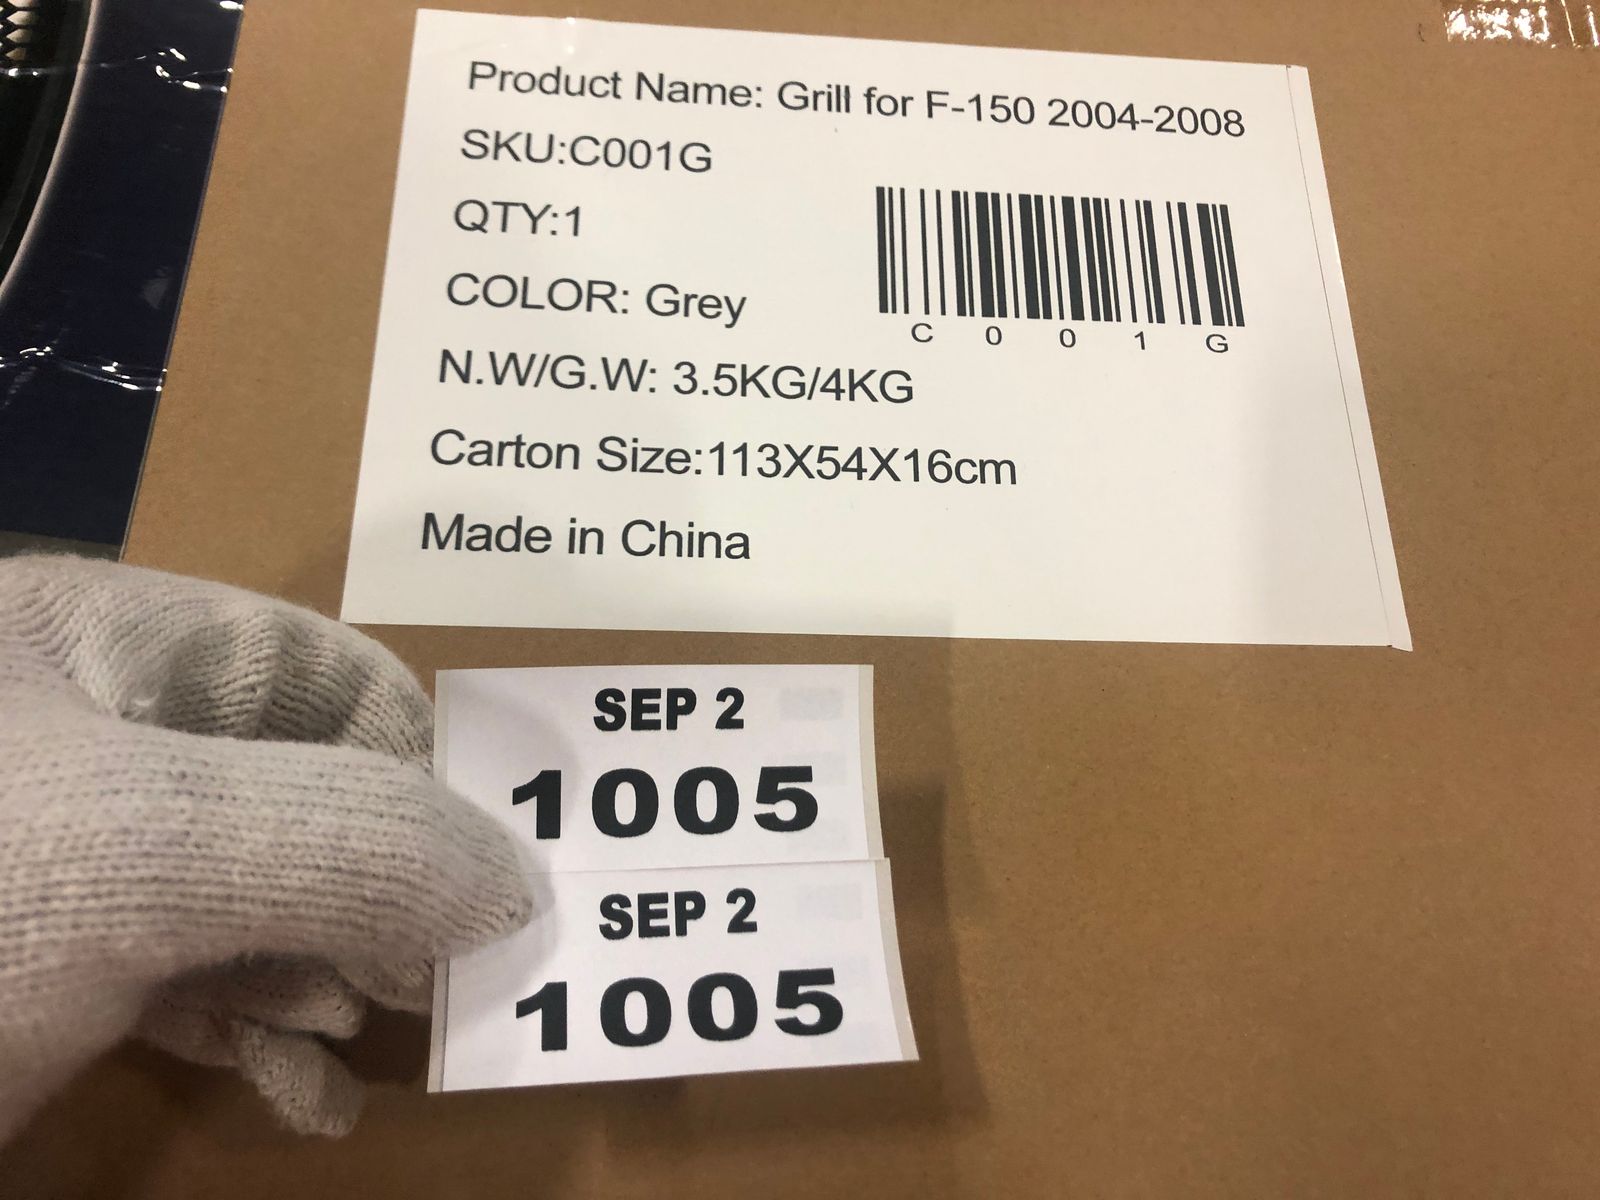 Product Name: Grill for F-150 2004-2008
SKU:C001G
QTY:1
COLOR: Grey
C 0 0 1 G
N.W/G.W: 3.5KG/4KG
Carton Size:113X54X16cm
Made in China
SEP 2
1005
SEP 2
1005